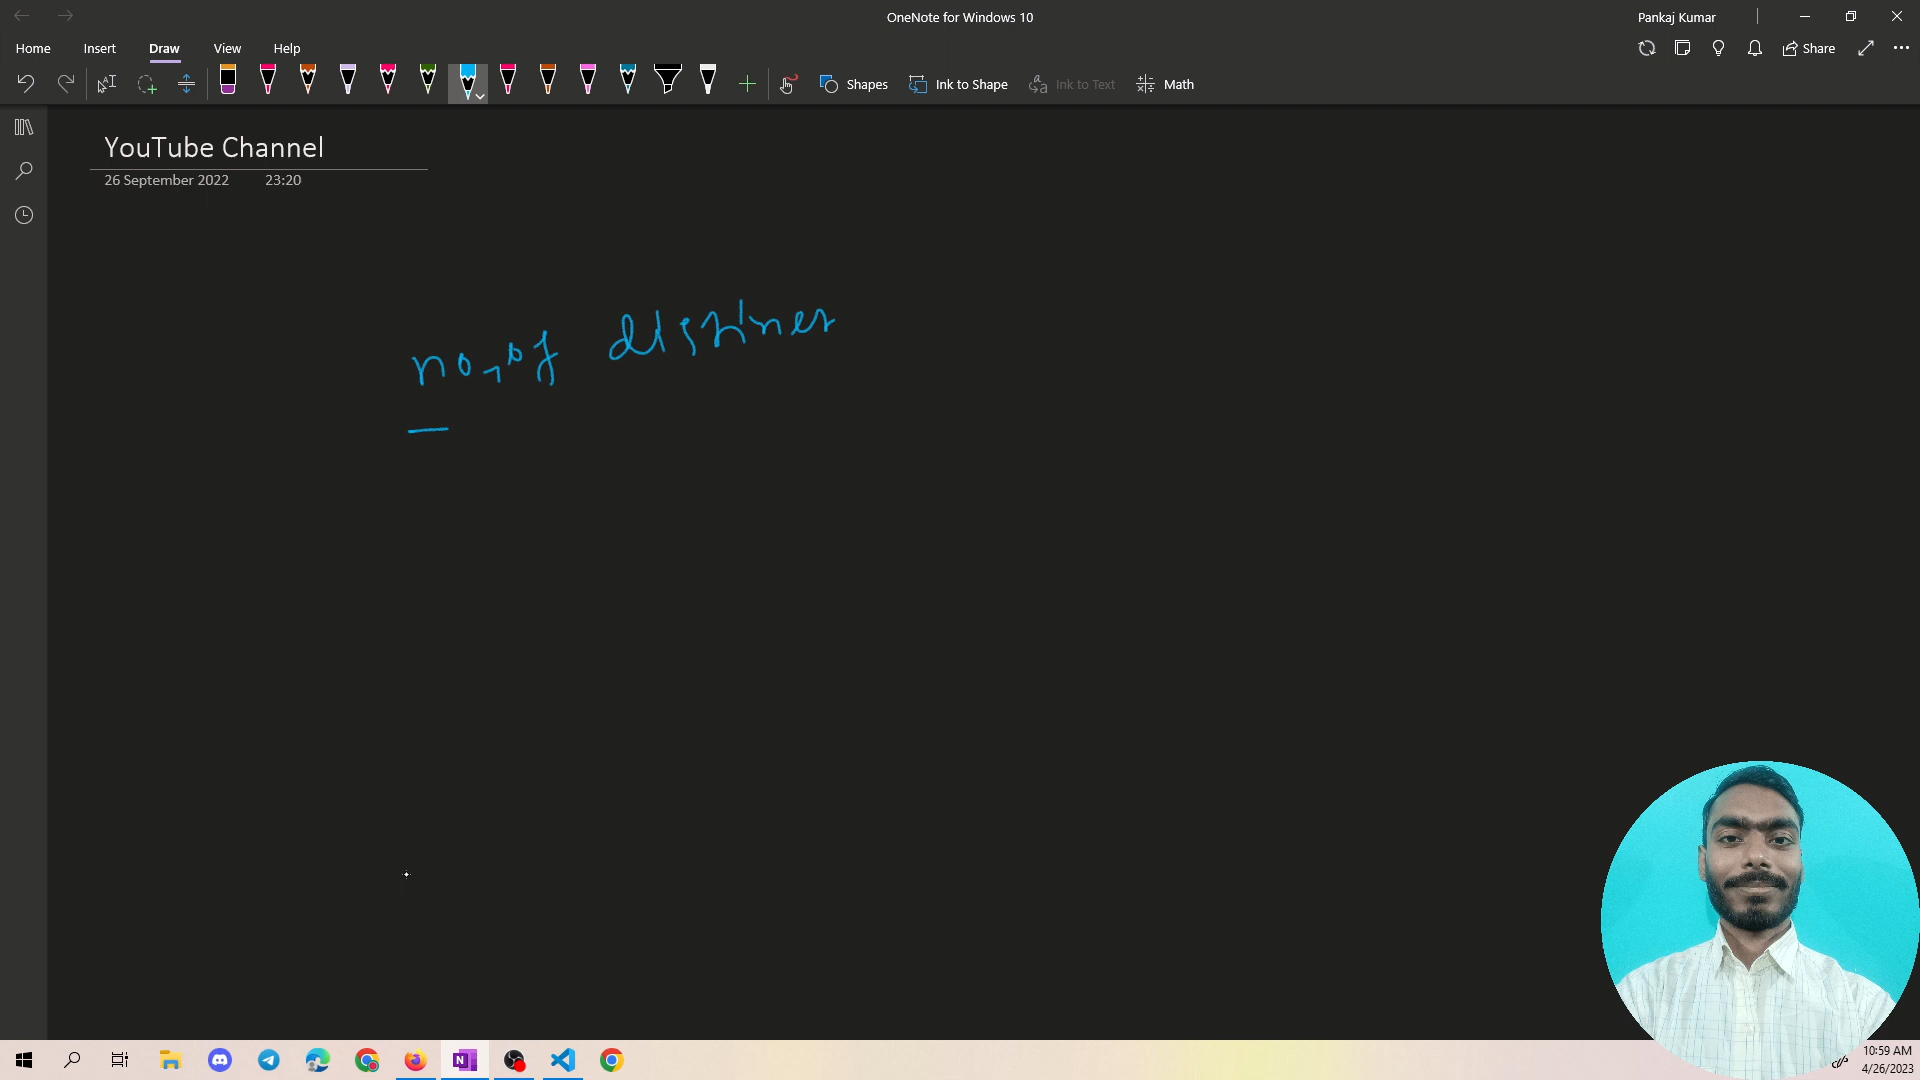 OneNote for Windows 10
Pankaj Kumar
Home Insert Draw View Help
Share
Shapes Ink to Shape Ink to Text Math
YouTube Channel
26 September 2022 23:20
no, of distinct
10:59 AM
4/26/2023